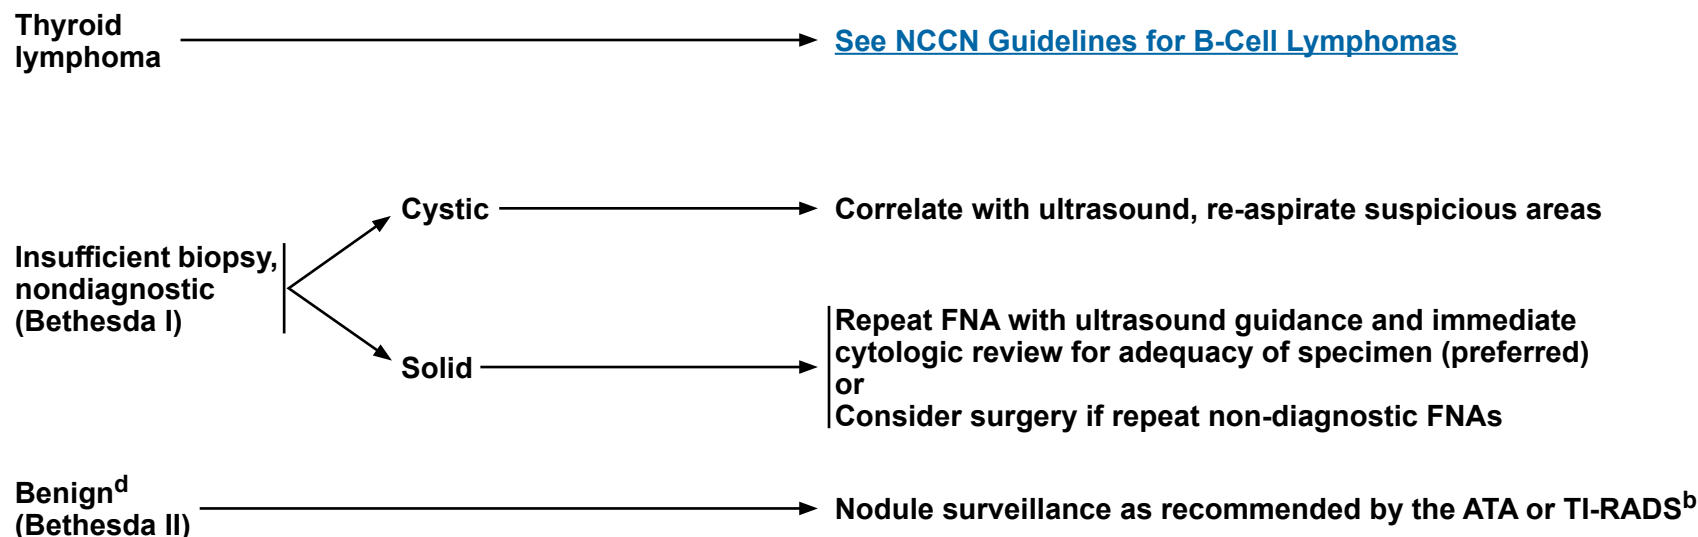 Thyroid
lymphoma
See NCCN Guidelines for B-Cell Lymphomas
Insufficient biopsy,
nondiagnostic
(Bethesda I)
Cystic
Correlate with ultrasound, re-aspirate suspicious areas
Solid
Repeat FNA with ultrasound guidance and immediate
cytologic review for adequacy of specimen (preferred)
or
Consider surgery if repeat non-diagnostic FNAs
Benignd
(Bethesda II)
Nodule surveillance as recommended by the ATA or TI-RADSb